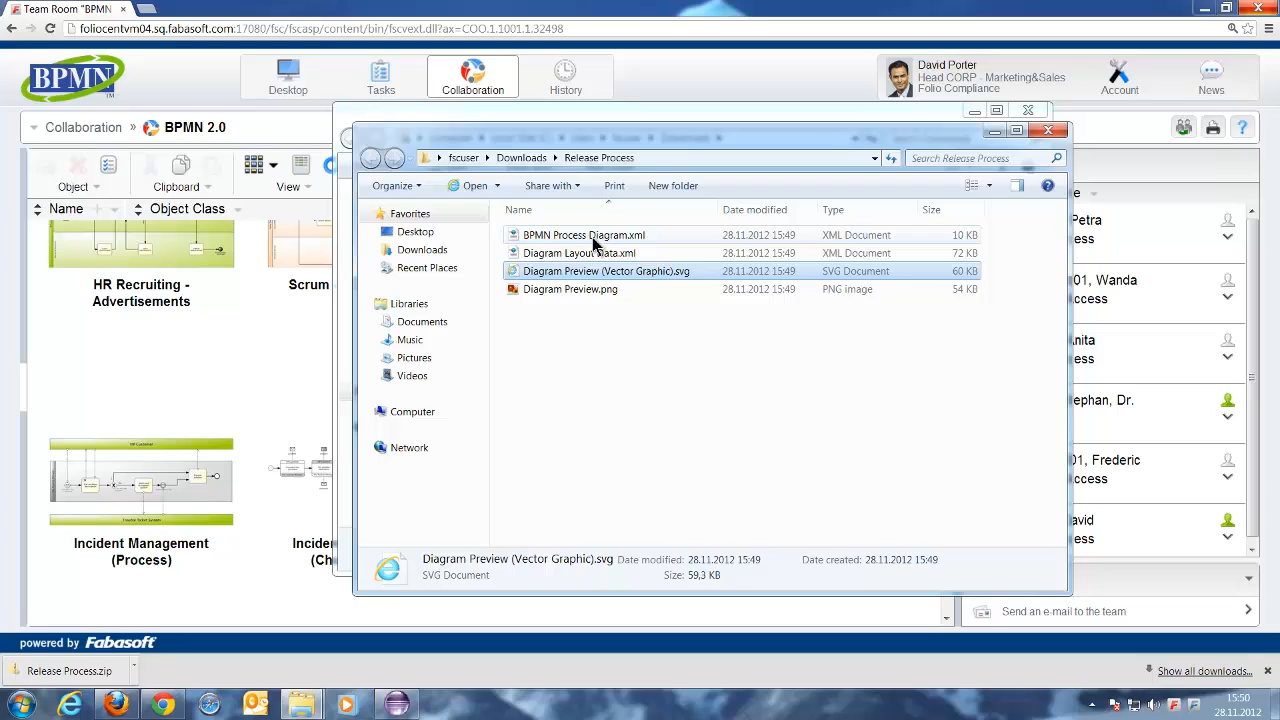 Team Room "BPMN
foliocentvm04.sq.fabasoft.com:17080/fsc/fscasp/content/bin/fscvext.dll?ax=COO.1.1001.1.32498
BPMN
TM
Desktop
Tasks
Collaboration
History
David Porter
Head CORP - Marketing&Sales
Folio Compliance
Account
News
Collaboration » BPMN 2.0
Object
Clipboard
View
Name
Object Class
fscuser
Downloads
Release Process
Search Release Process
Organize
Open
Share with
Print
New folder
Name
Date modified
Type
Size
BPMN Process Diagram.xml 28.11.2012 15:49 XML Document 10 KB
Diagram Layout Data.xml 28.11.2012 15:49 XML Document 72 KB
Diagram Preview (Vector Graphic).svg 28.11.2012 15:49 SVG Document 60 KB
Diagram Preview.png 28.11.2012 15:49 PNG image 54 KB
Favorites
Desktop
Downloads
Recent Places
Libraries
Documents
Music
Pictures
Videos
Computer
Network
HR Recruiting -
Advertisements
Scrum
Incident Management
(Process)
Incide
(Ch
Petra
ess
01, Wanda
ccess
Anita
ess
ephan, Dr.
01, Frederic
ccess
avid
ess
Diagram Preview (Vector Graphic).svg Date modified: 28.11.2012 15:49 Date created: 28.11.2012 15:49
SVG Document Size: 59,3 KB
Send an e-mail to the team
powered by Fabasoft
Release Process.zip
Show all downloads...
15:50
28.11.2012